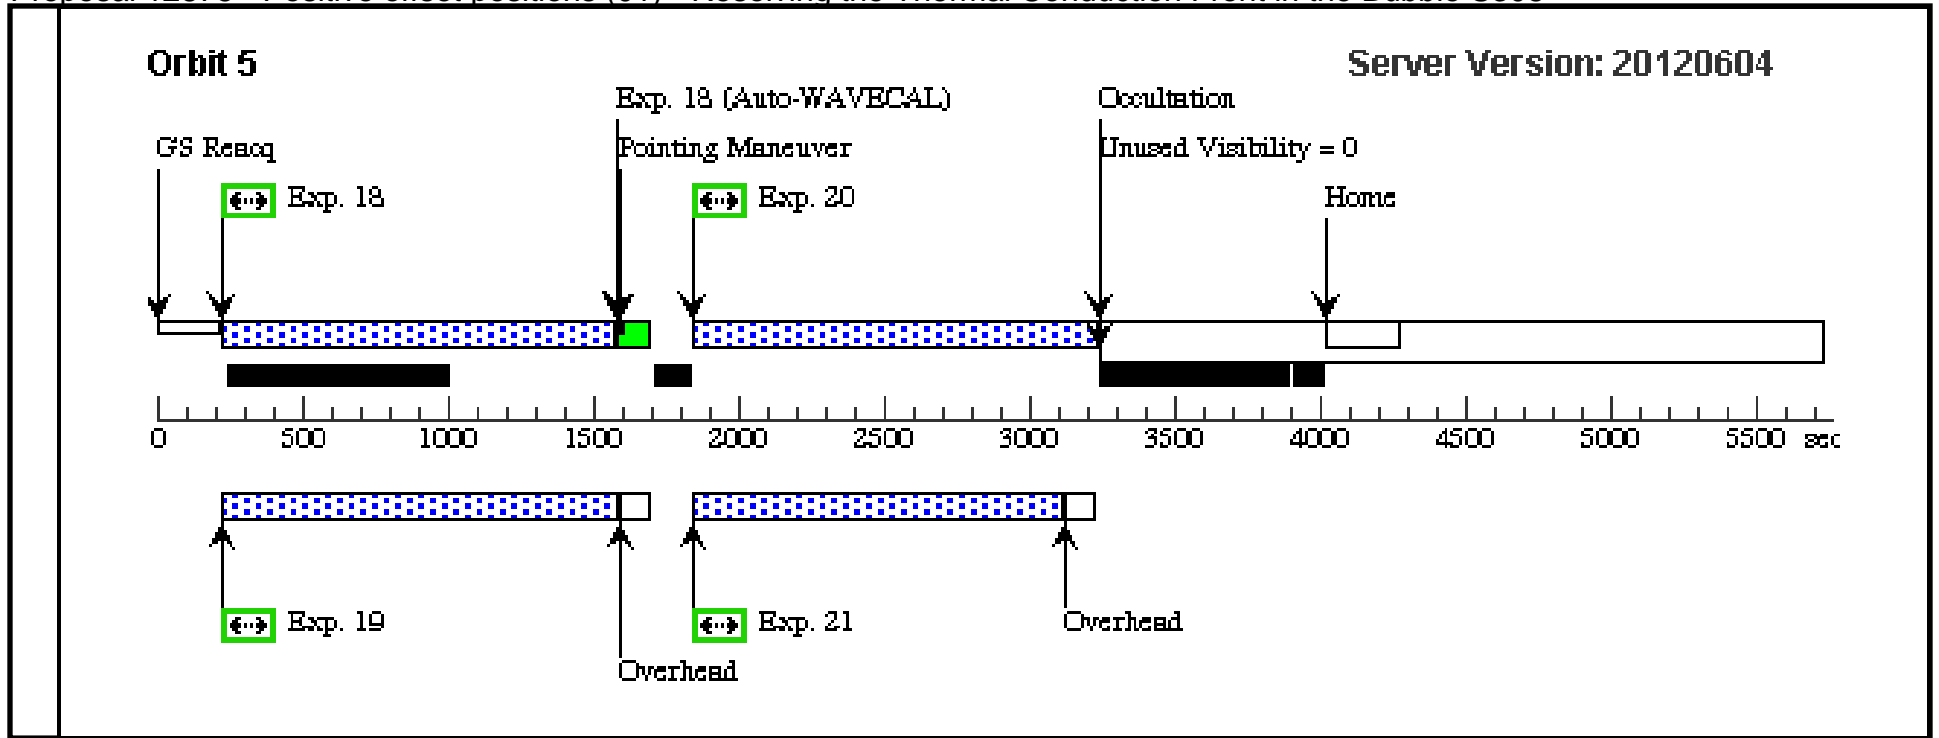 Orbit 5
Server Version: 20120604
Exp. 18 (Auto-WAVECAL)
Occultation
GS Reacq
Pointing Maneuver
Unused Visibility = 0
Exp. 18
Exp. 20
Home
0 500 1000 1500 2000 2500 3000 3500 4000 4500 5000 5500 sec
Exp. 19
Exp. 21
Overhead
Overhead